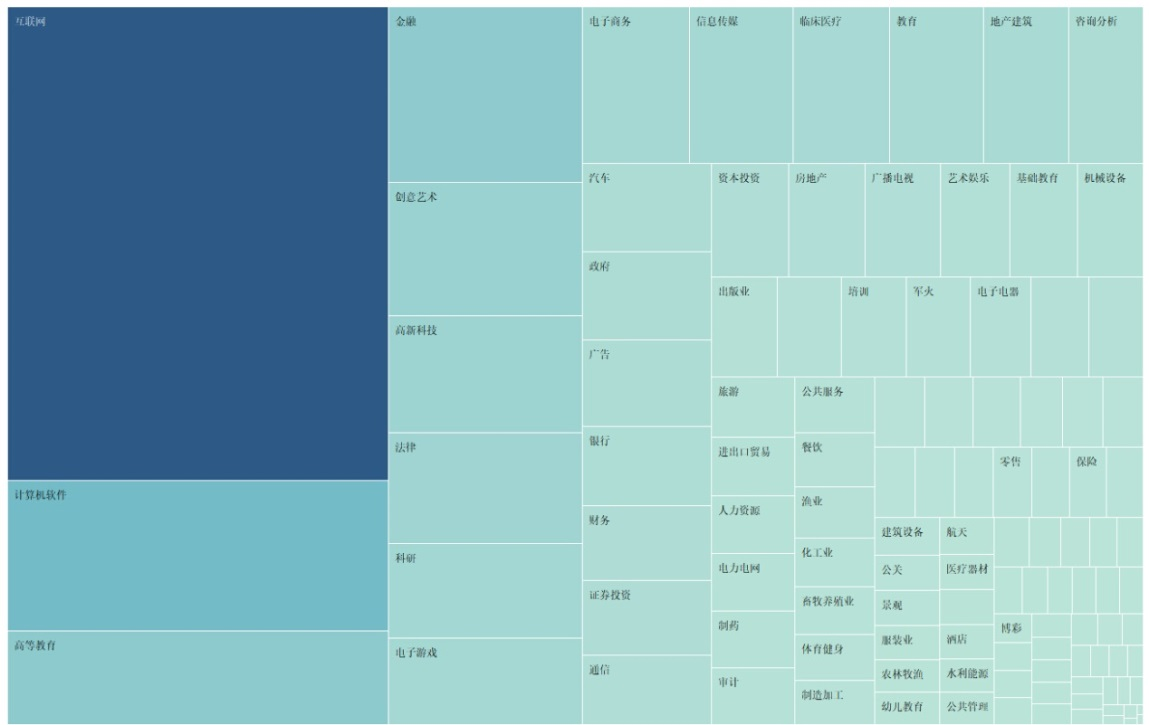 互联网
计算机软件
高等教育
金融
创意艺术
高新科技
法律
科研
电子游戏
电子商务
信息传媒
临床医疗
教育
地产建筑
咨询分析
汽车
政府
广告
银行
财务
证券投资
通信
资本投资
房地产
广播电视
艺术娱乐
基础教育
机械设备
出版业
培训
军火
电子电器
旅游
进出口贸易
人力资源
电力电网
制药
审计
公共服务
餐饮
渔业
化工业
畜牧养殖业
体育健身
制造加工
零售
保险
建筑设备
公关
景观
服装业
农林牧渔
幼儿教育
航天
医疗器材
酒店
水利能源
公共管理
博彩